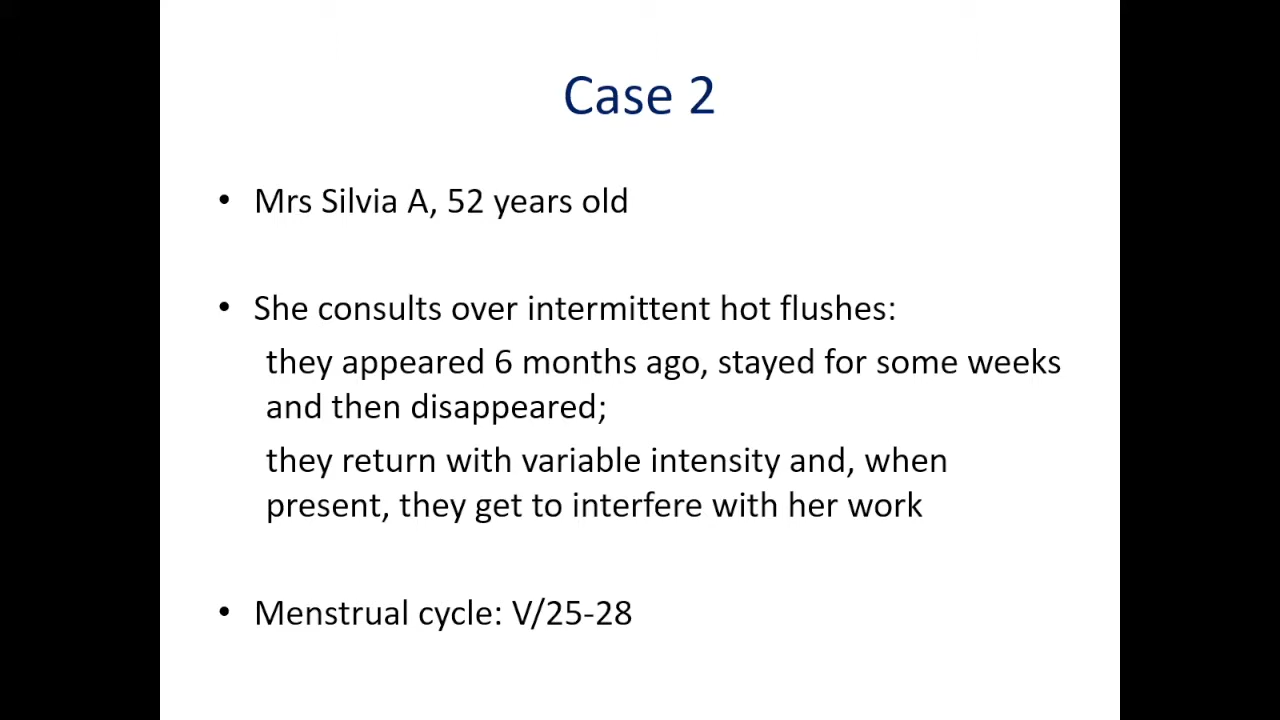 Case 2
• Mrs Silvia A, 52 years old
• She consults over intermittent hot flushes:
they appeared 6 months ago, stayed for some weeks
and then disappeared;
they return with variable intensity and, when
present, they get to interfere with her work
• Menstrual cycle: V/25-28